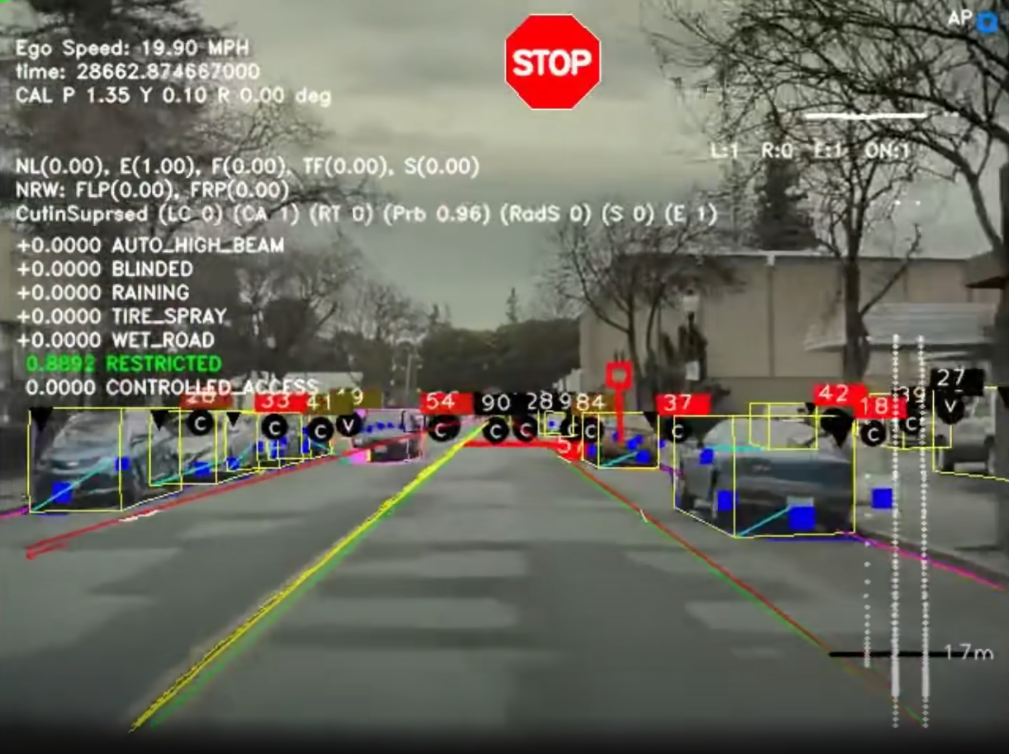 AP
STOP
Ego Speed: 19.90 MPH
time: 28662.874667000
CAL P 1.35 Y 0.10 R 0.00 deg
L:1 R:0 E:1 ON:1
NL(0.00), E(1.00), F(0.00), TF(0.00), S(0.00)
NRW: FLP(0.00), FRP(0.00)
CutinSuprsed (LC 0) (CA 1) (RT 0) (Prb 0.96) (RadS 0) (S 0) (E 1)
+0.0000 AUTO_HIGH_BEAM
+0.0000 BLINDED
+0.0000 RAINING
+0.0000 TIRE_SPRAY
+0.0000 WET_ROAD
0.8892 RESTRICTED
0.0000 CONTROLLED_ACCESS
33 41 19 54 90 28 9 84 37 42 18 39 27
C C C V C C C C C C C V
17m